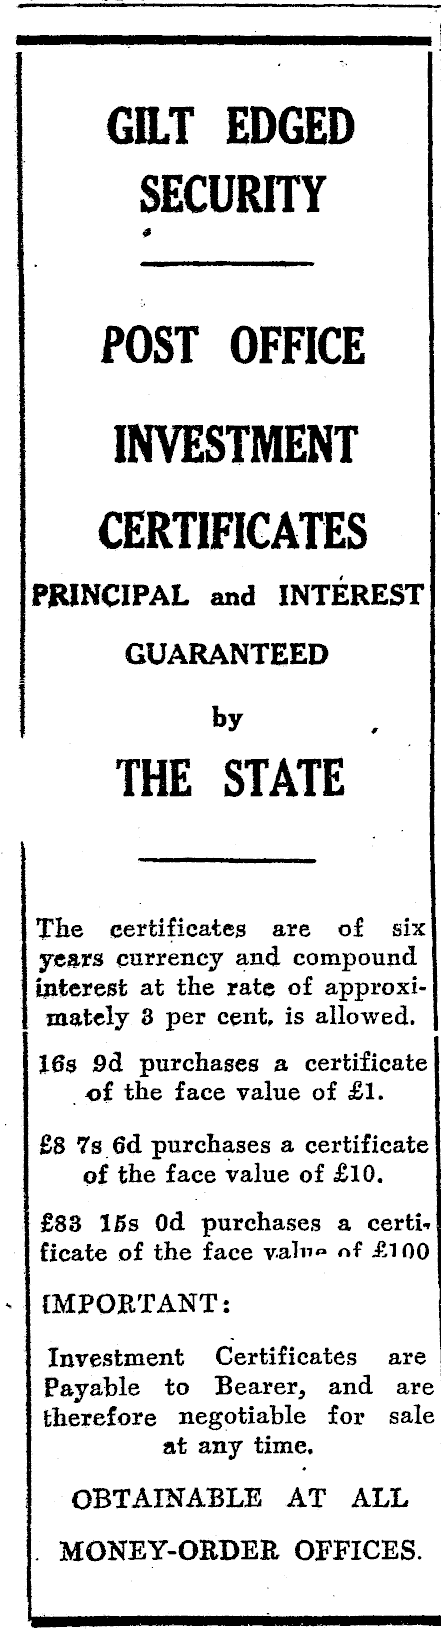 GILT EDGED
SECURITY
POST OFFICE
INVESTMENT
CERTIFICATES
PRINCIPAL and INTEREST
GUARANTEED
by
THE STATE
The certificates are of six
years currency and compound
interest at the rate of approxi-
mately 3 per cent. is allowed.
16s 9d purchases a certificate
of the face value of £1.
£8 7s 6d purchases a certificate
of the face value of £10.
£83 15s 0d purchases a certi-
ficate of the face value of £100
IMPORTANT:
Investment Certificates are
Payable to Bearer, and are
therefore negotiable for sale
at any time.
OBTAINABLE AT ALL
MONEY-ORDER OFFICES.